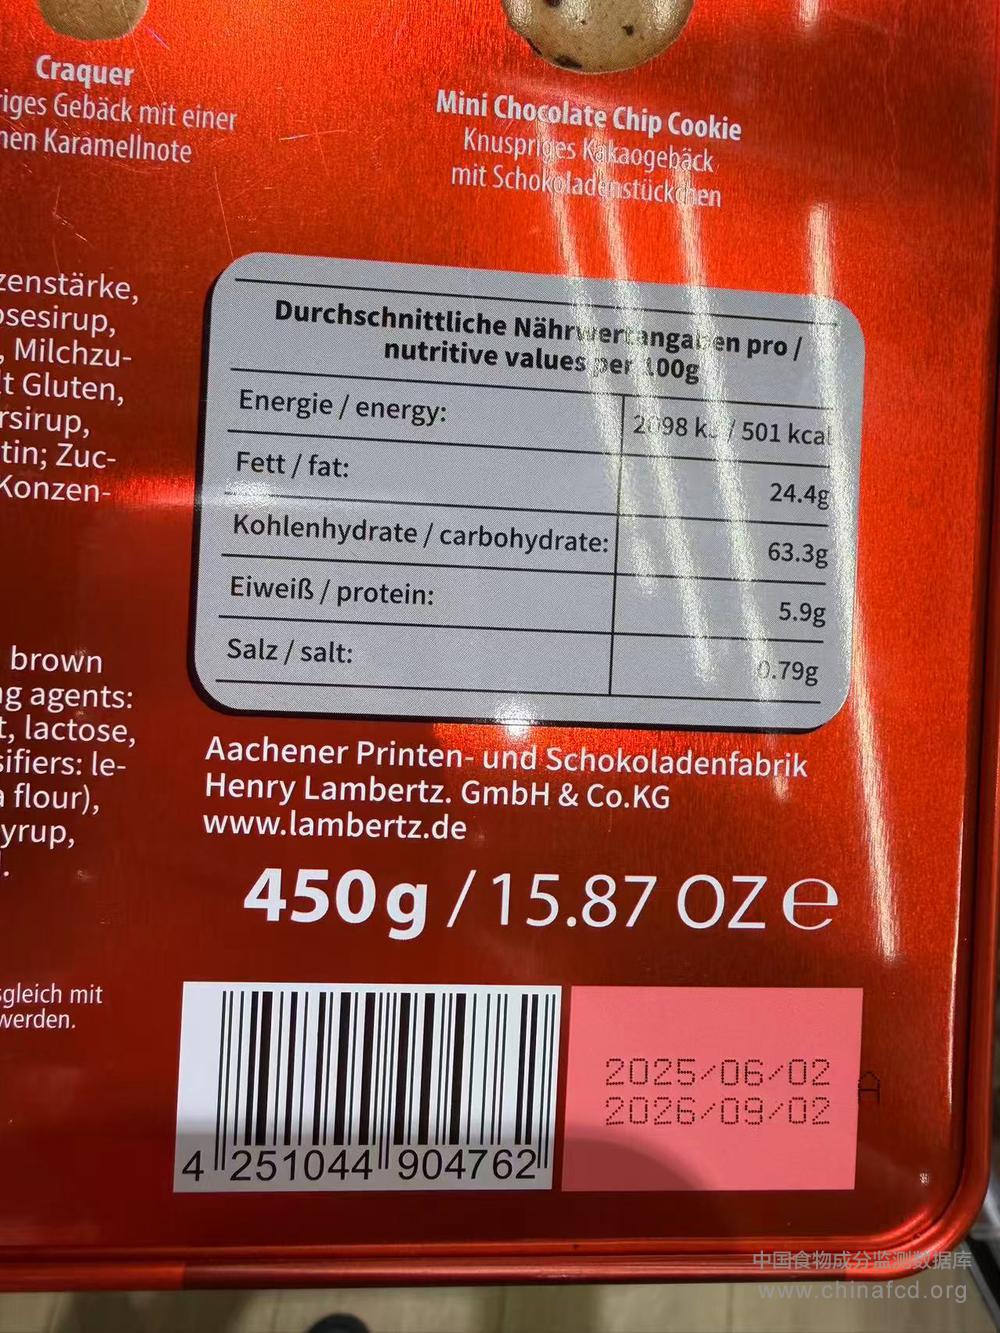 Craquer
riges Gebäck mit einer
nen Karamellnote
Mini Chocolate Chip Cookie
Knuspriges Kakaogebäck
mit Schokoladenstückchen
zenstärke,
osesirup,
, Milchzu-
lt Gluten,
rsirup,
tin; Zuc-
Konzen-
brown
ng agents:
t, lactose,
sifiers: le-
a flour),
yrup,
.
sgleich mit
werden.
Durchschnittliche Nährwertangaben pro /
nutritive values per 100g
Energie / energy: 2098 kJ / 501 kcal
Fett / fat: 24.4g
Kohlenhydrate / carbohydrate: 63.3g
Eiweiß / protein: 5.9g
Salz / salt: 0.79g
Aachener Printen- und Schokoladenfabrik
Henry Lambertz. GmbH & Co.KG
www.lambertz.de
450g / 15.87 OZ e
4 251044 904762
2025/06/02
2026/09/02
A
中国食物成分监测数据库
www.chinafcd.org